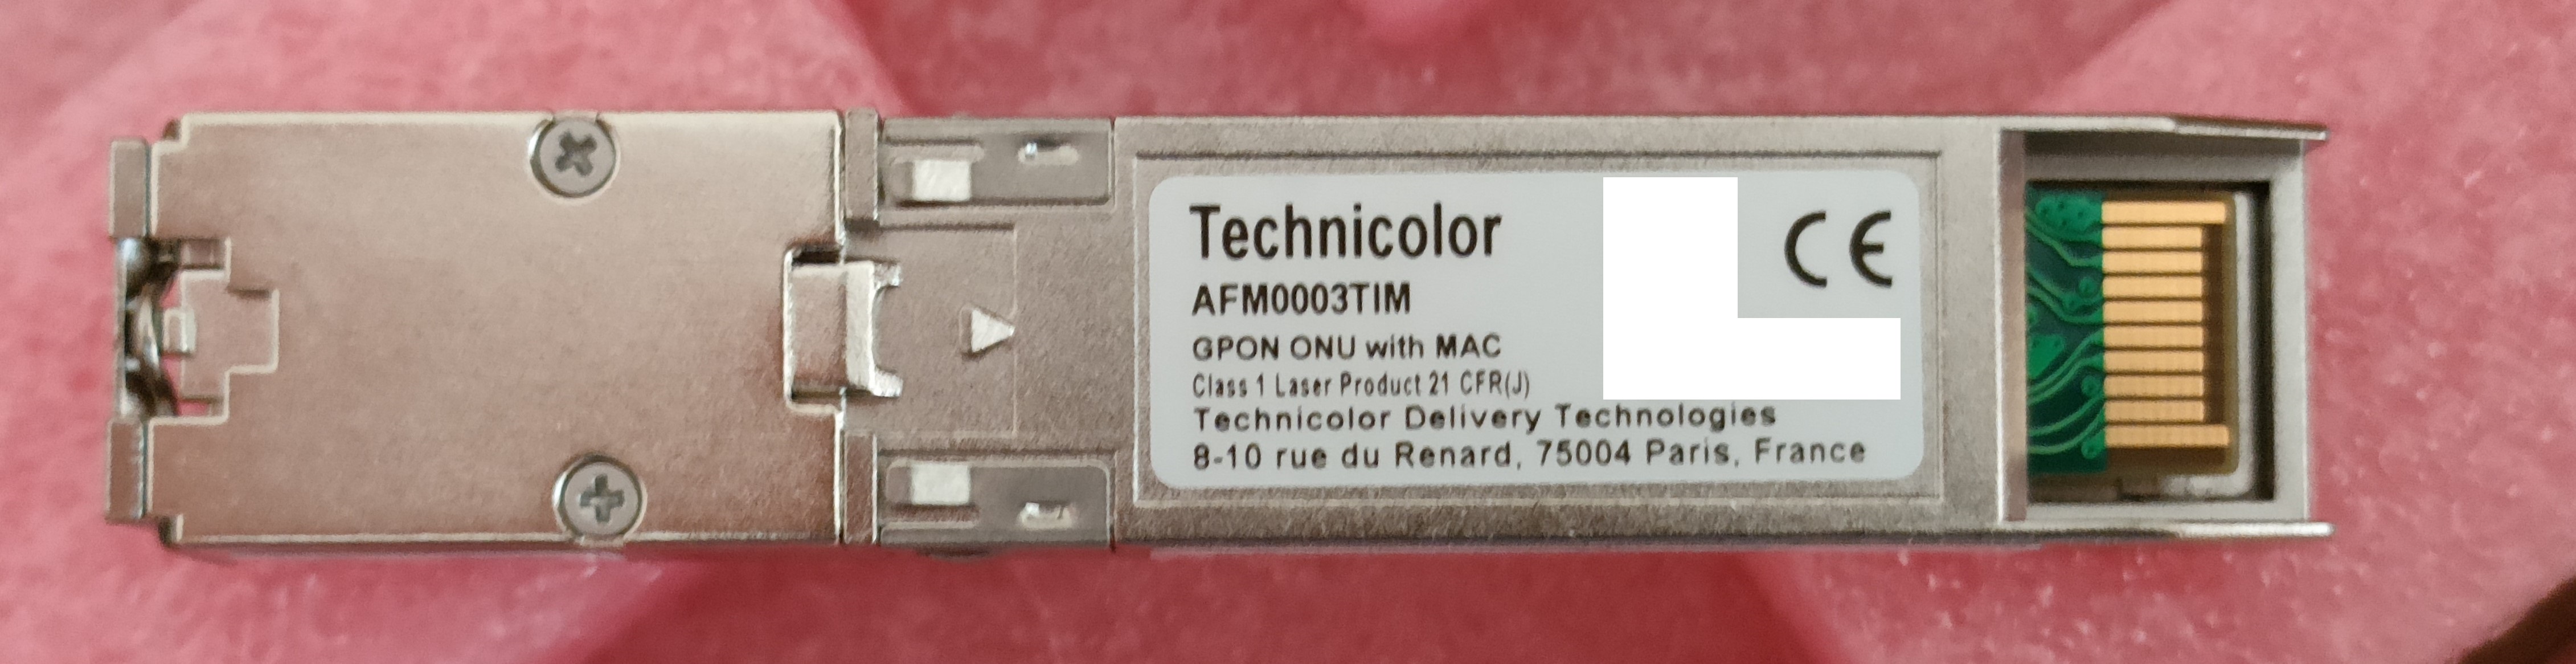 Technicolor
CE
AFM0003TIM
GPON ONU with MAC
Class 1 Laser Product 21 CFR(J)
Technicolor Delivery Technologies
8-10 rue du Renard, 75004 Paris, France